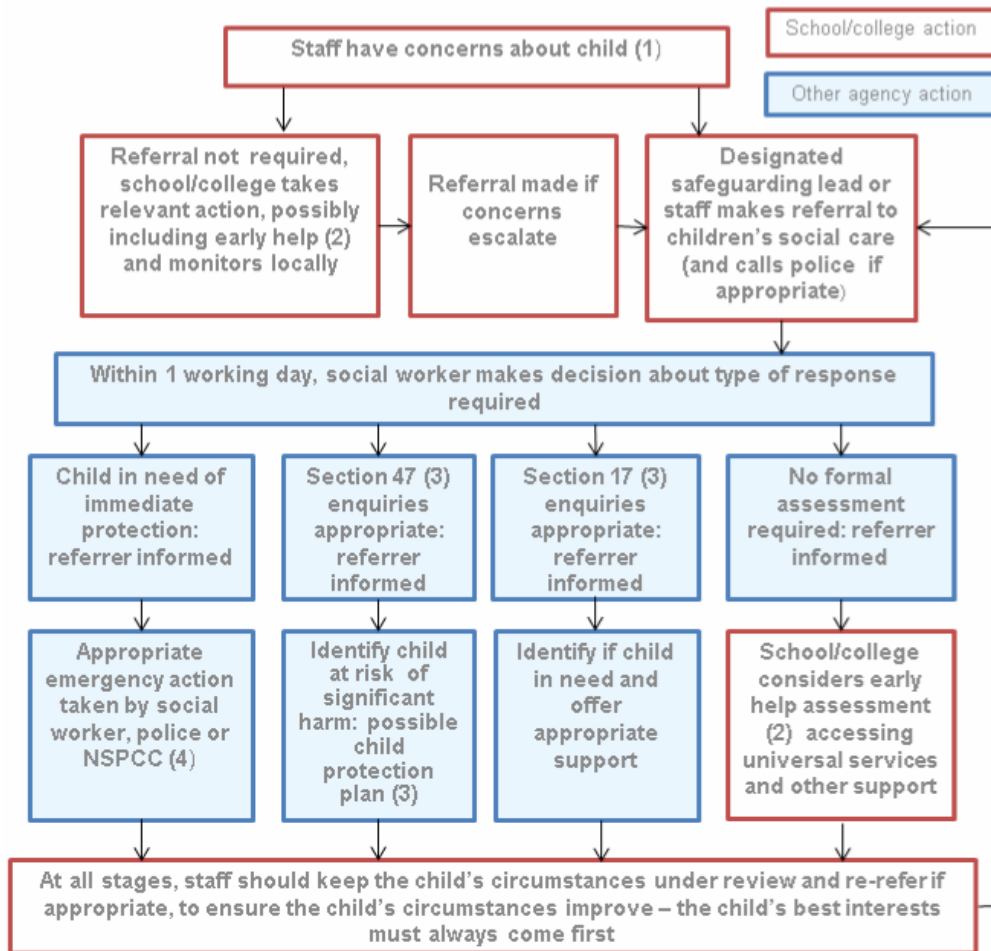 School/college action
Staff have concerns about child (1)
Other agency action
Referral not required,
school/college takes
relevant action, possibly
including early help (2)
and monitors locally
Referral made if
concerns
escalate
Designated
safeguarding lead or
staff makes referral to
children’s social care
(and calls police if
appropriate)
Within 1 working day, social worker makes decision about type of response
required
Child in need of
immediate
protection:
referrer informed
Section 47 (3)
enquiries
appropriate:
referrer
informed
Section 17 (3)
enquiries
appropriate:
referrer
informed
No formal
assessment
required: referrer
informed
Appropriate
emergency action
taken by social
worker, police or
NSPCC (4)
Identify child
at risk of
significant
harm: possible
child
protection
plan (3)
Identify if child
in need and
offer
appropriate
support
School/college
considers early
help assessment
(2) accessing
universal services
and other support
At all stages, staff should keep the child’s circumstances under review and re-refer if
appropriate, to ensure the child’s circumstances improve – the child’s best interests
must always come first